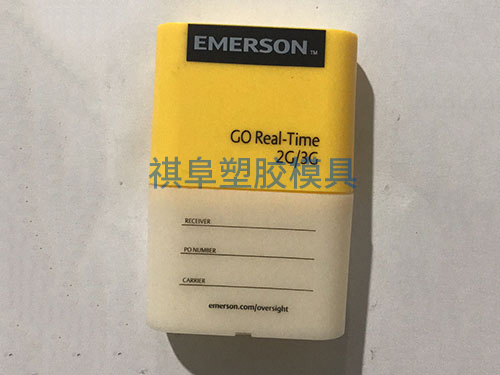 EMERSON™
GO Real-Time
2G/3G
祺阜塑胶模具
RECEIVER
PO NUMBER
CARRIER
emerson.com/oversight